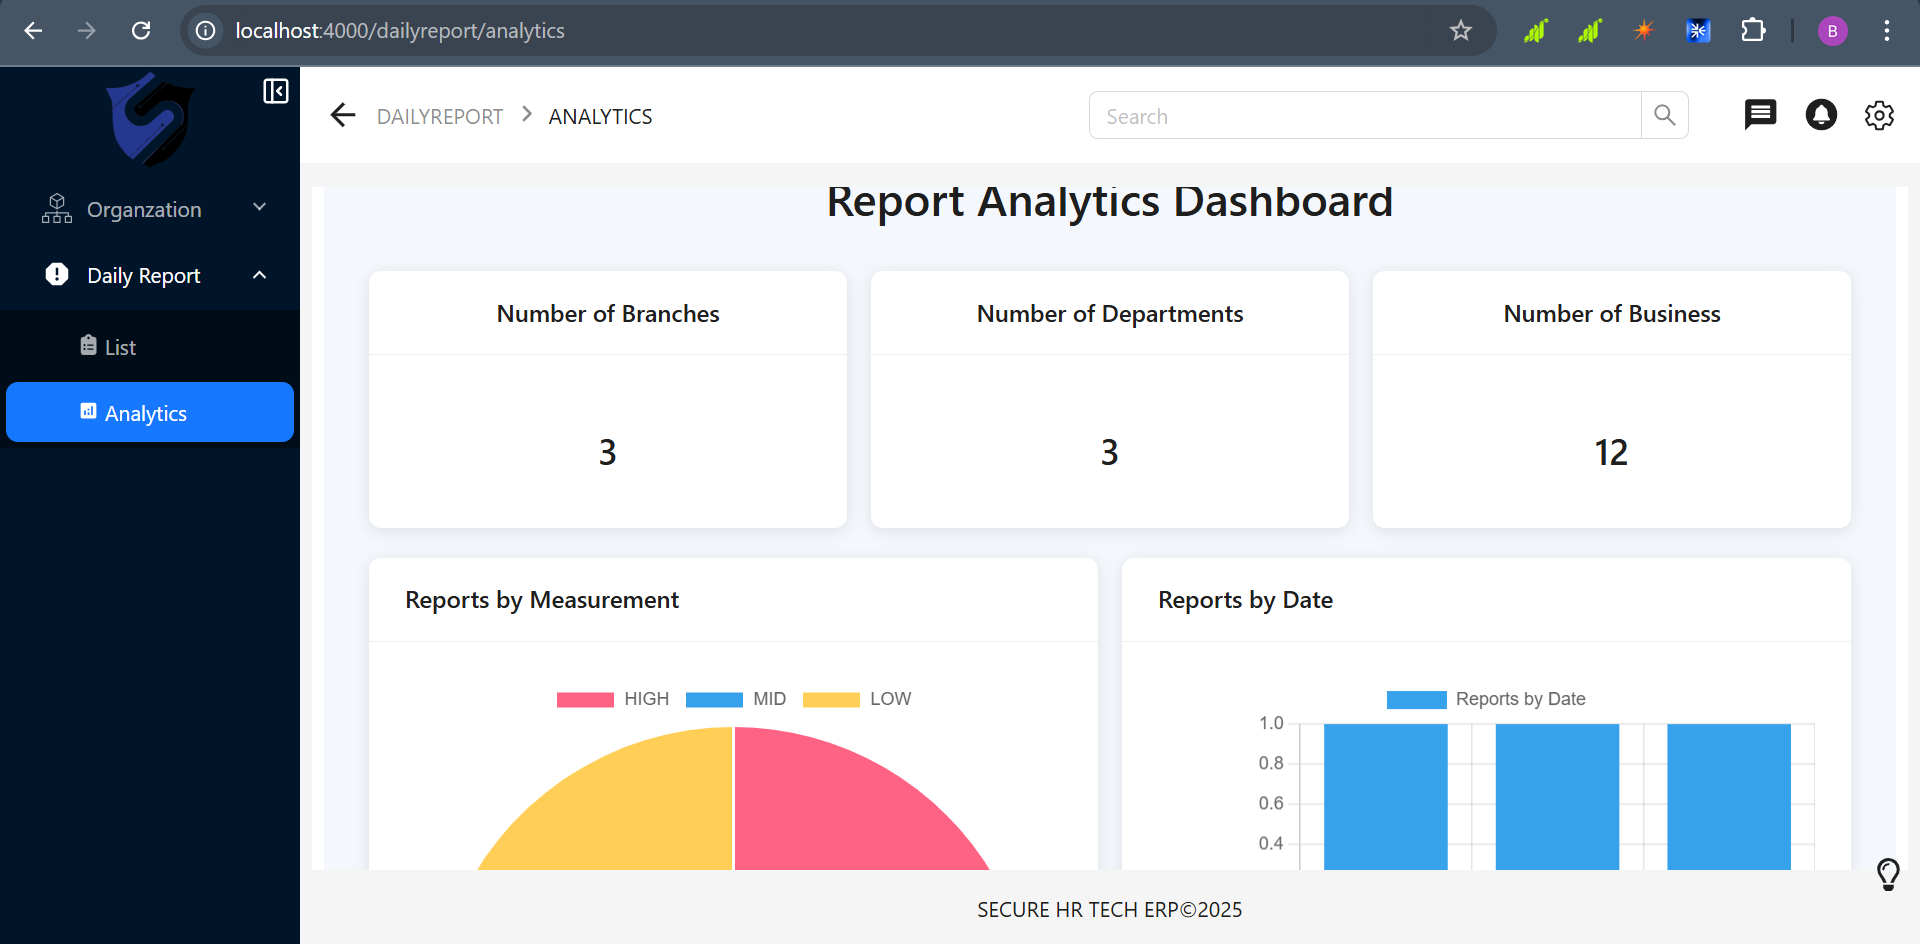 localhost:4000/dailyreport/analytics
B
DAILYREPORT > ANALYTICS
Search
Organzation
Daily Report
List
Analytics
Report Analytics Dashboard
Number of Branches
3
Number of Departments
3
Number of Business
12
Reports by Measurement
HIGH MID LOW
Reports by Date
Reports by Date
1.0
0.8
0.6
0.4
SECURE HR TECH ERP©2025